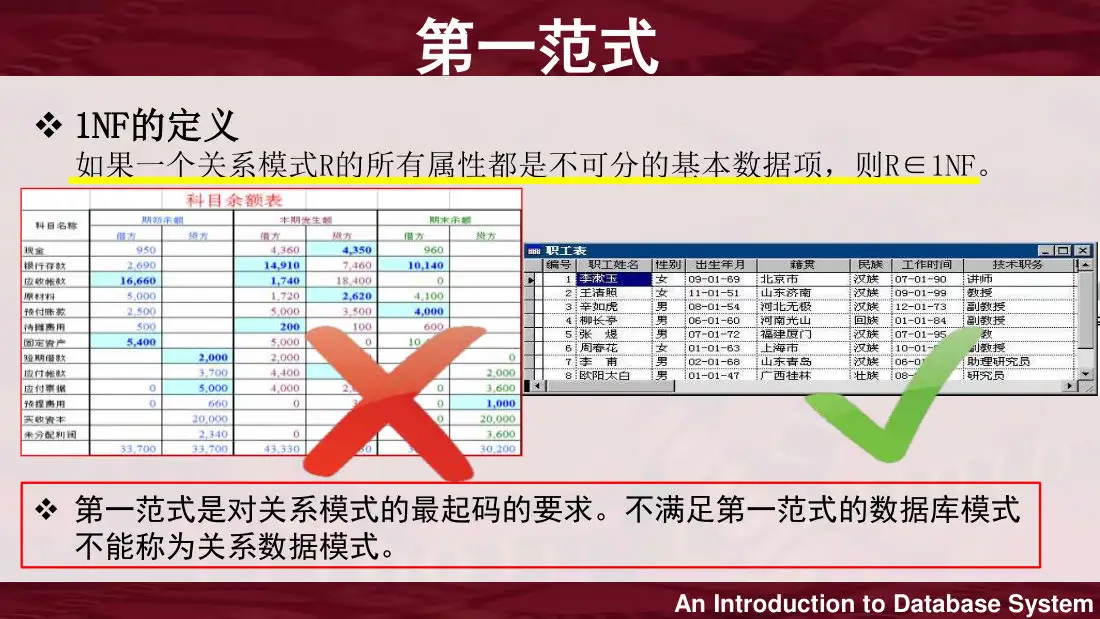 第一范式
❖ 1NF的定义
如果一个关系模式R的所有属性都是不可分的基本数据项，则R∈1NF。
科目余额表
科目名称 期初余额 本期发生额 期末余额
借方 贷方 借方 贷方 借方 贷方
现金 950 4,360 4,350 960
银行存款 2,690 14,910 7,460 10,140
应收帐款 16,660 1,740 18,400 0
原材料 5,000 1,720 2,620 4,100
预付账款 2,500 5,000 3,500 4,000
待摊费用 500 200 100 600
固定资产 5,400 5,000 0
短期借款 2,000 2,000 0
应付帐款 3,700 4,400 2,000
应付票据 0 5,000 4,000 0 3,600
预提费用 0 660 0 0 1,000
实收资本 20,000 0 20,000
未分配利润 2,340 0 3,600
33,700 33,700 43,330 30,200
职工表
编号 职工姓名 性别 出生年月 籍贯 民族 工作时间 技术职务
1 李漱玉 女 09-01-69 北京市 汉族 07-01-90 讲师
2 王清照 女 11-01-51 山东济南 汉族 09-01-99 教授
3 辛如虎 男 08-01-54 河北无极 汉族 12-01-73 副教授
4 柳长亭 男 06-01-60 河南光山 回族 01-01-84 副教授
5 张 煜 男 07-01-72 福建厦门 汉族 07-01-95
6 周春花 女 01-01-63 上海市 汉族 10-01- 副教授
7 李 甫 男 02-01-68 山东青岛 汉族 06-0 助理研究员
8 欧阳太白 男 01-01-47 广西桂林 壮族 08- 研究员
❖ 第一范式是对关系模式的最起码的要求。不满足第一范式的数据库模式
不能称为关系数据模式。
An Introduction to Database System